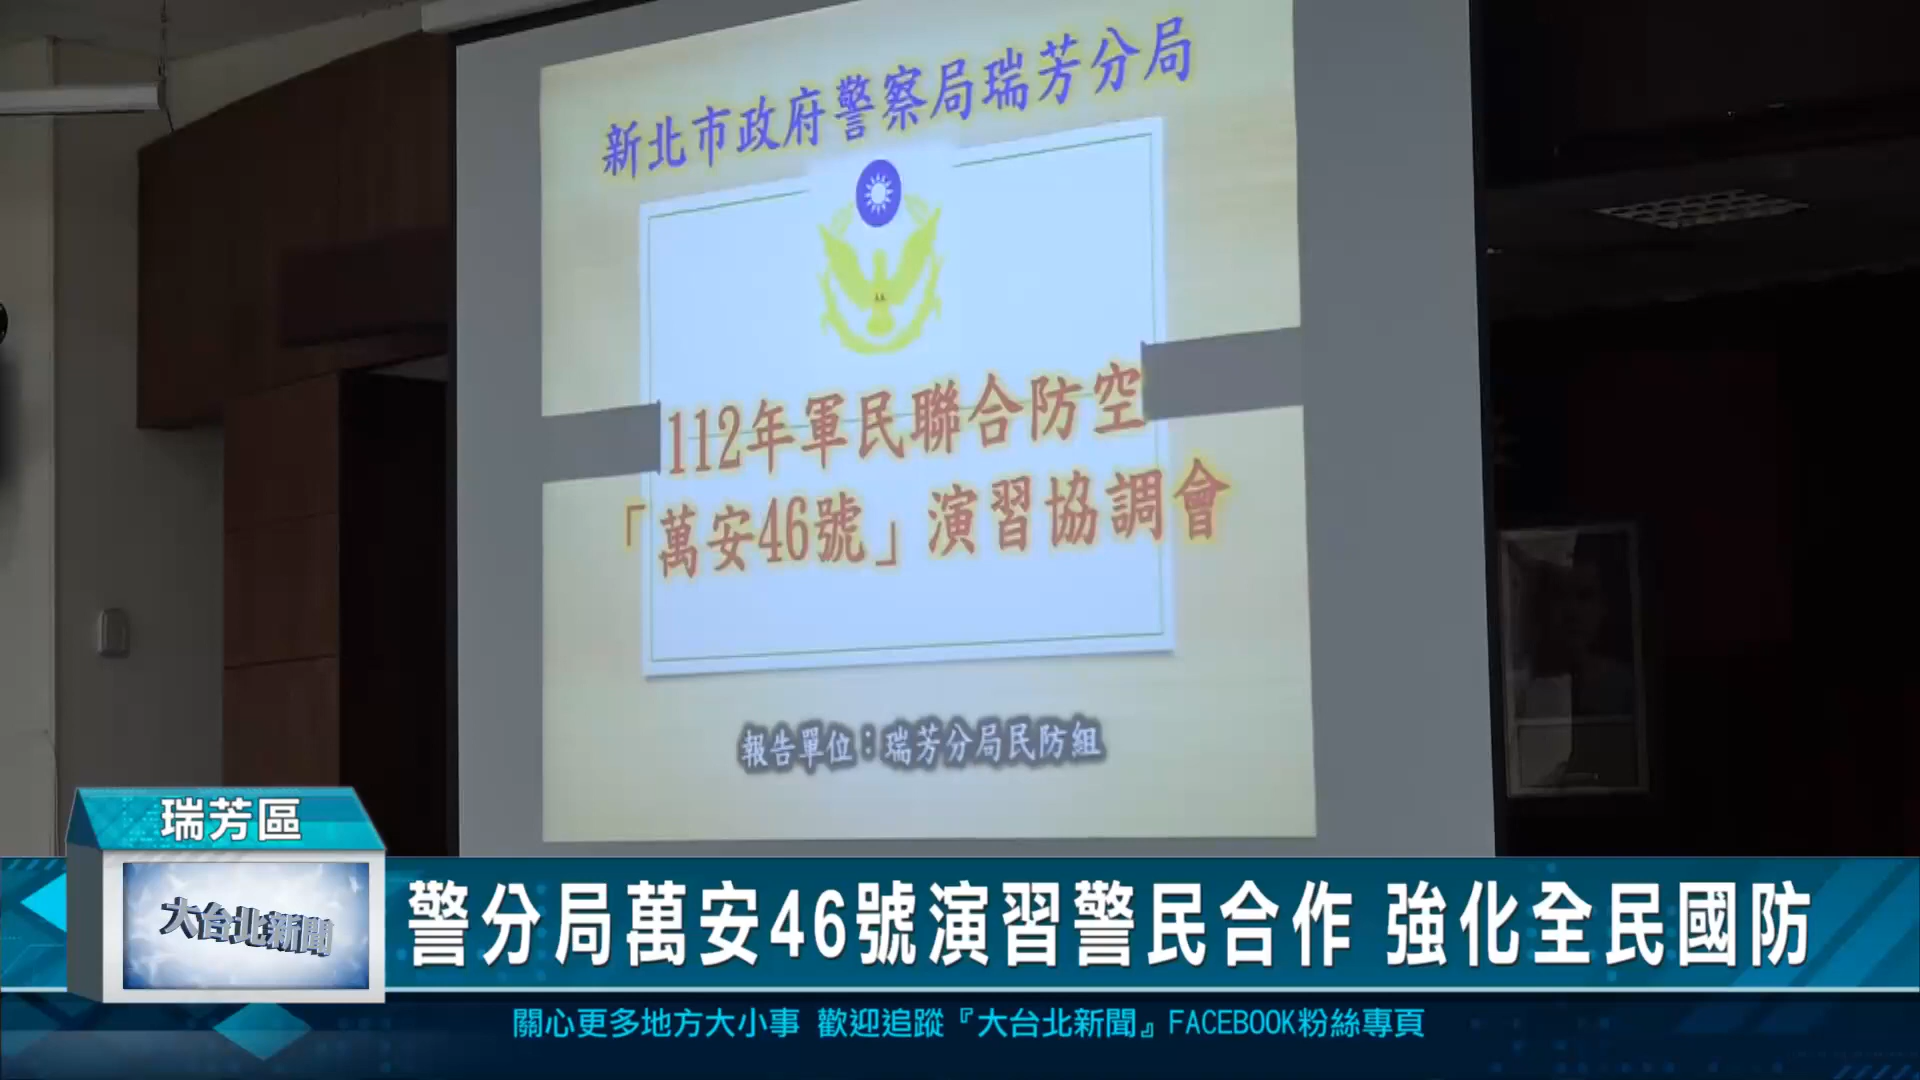 新北市政府警察局瑞芳分局
112年軍民聯合防空
「萬安46號」演習協調會
報告單位：瑞芳分局民防組
瑞芳區
大台北新聞
警分局萬安46號演習警民合作 強化全民國防
關心更多地方大小事 歡迎追蹤『大台北新聞』FACEBOOK粉絲專頁